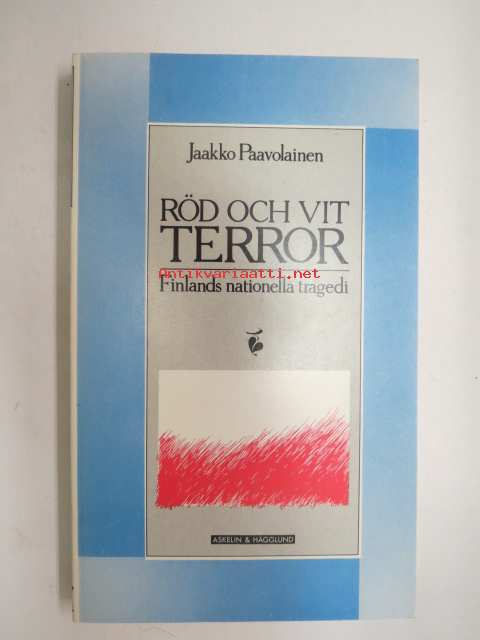 Jaakko Paavolainen
RÖD OCH VIT
TERROR
Antikvariaatti.net
Finlands nationella tragedi
ASKELIN & HÄGGLUND